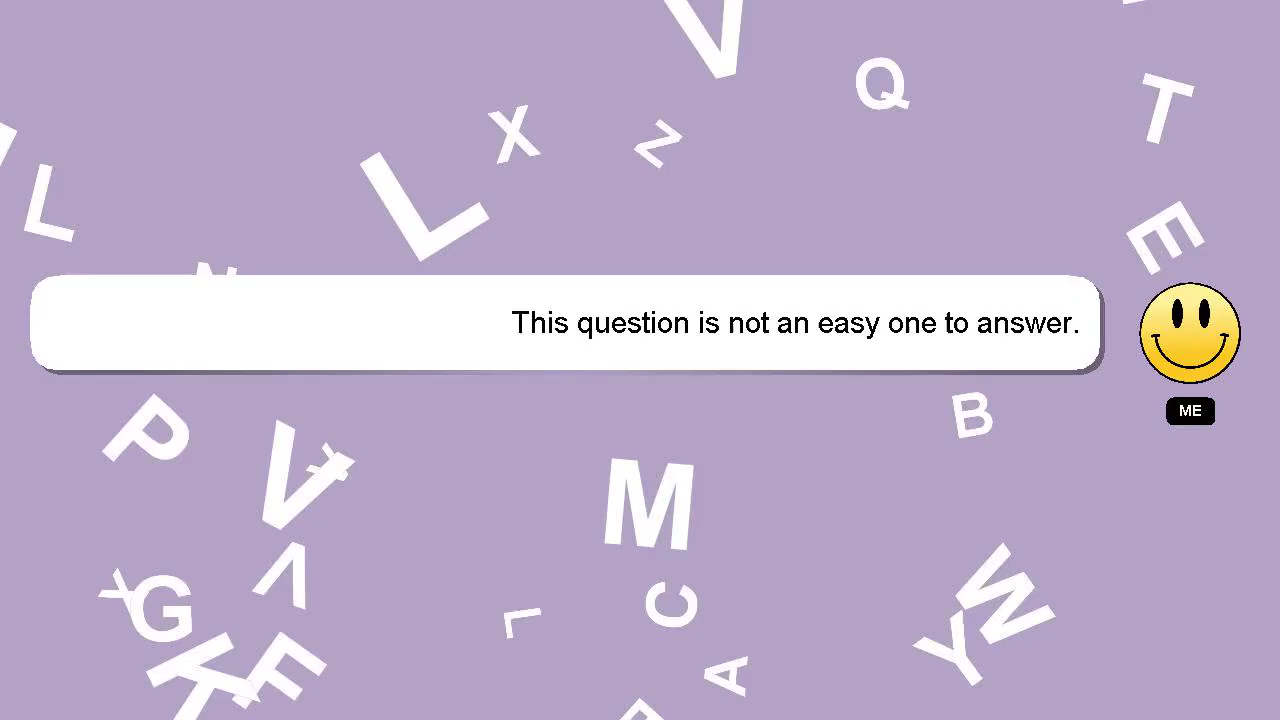 V
Q
T
X
Z
L
L
E
N
This question is not an easy one to answer.
ME
B
P
V
M
V
X
G
C
L
W
Y
K
F
A